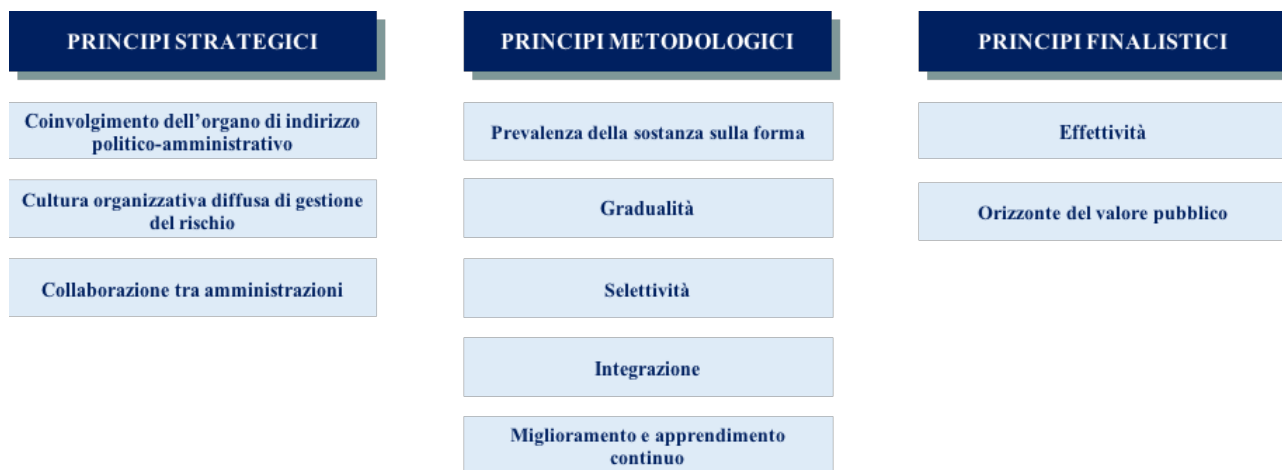 PRINCIPI STRATEGICI
Coinvolgimento dell'organo di indirizzo
politico-amministrativo
Cultura organizzativa diffusa di gestione
del rischio
Collaborazione tra amministrazioni
PRINCIPI METODOLOGICI
Prevalenza della sostanza sulla forma
Gradualità
Selettività
Integrazione
Miglioramento e apprendimento
continuo
PRINCIPI FINALISTICI
Effettività
Orizzonte del valore pubblico